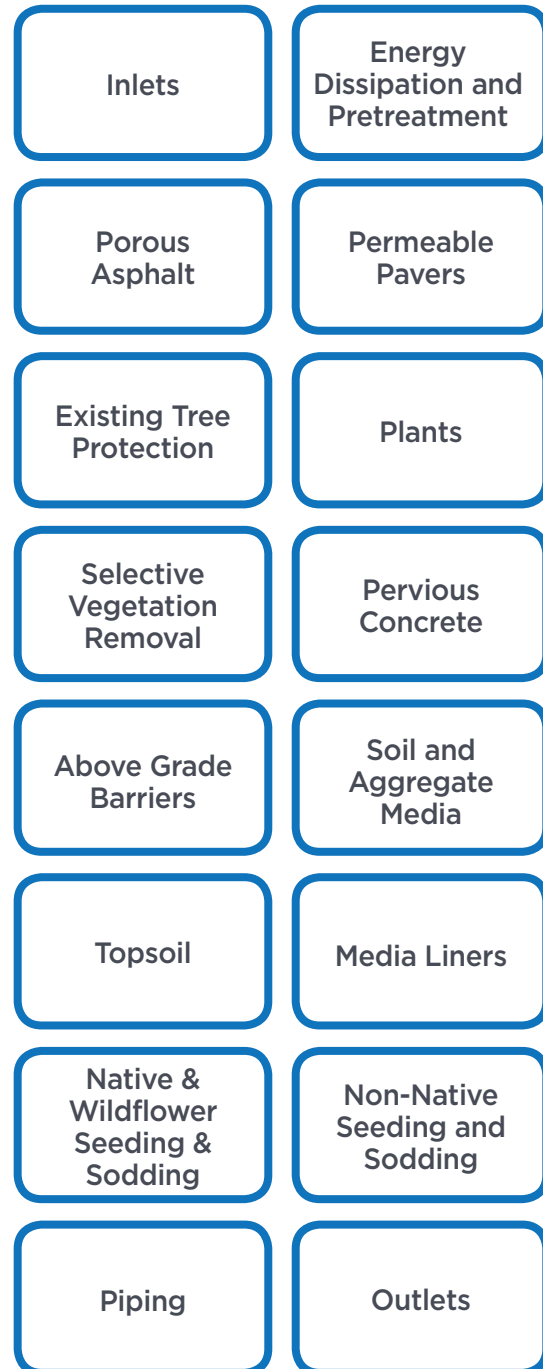 Inlets
Energy
Dissipation and
Pretreatment
Porous
Asphalt
Permeable
Pavers
Existing Tree
Protection
Plants
Selective
Vegetation
Removal
Pervious
Concrete
Above Grade
Barriers
Soil and
Aggregate
Media
Topsoil
Media Liners
Native &
Wildflower
Seeding &
Sodding
Non-Native
Seeding and
Sodding
Piping
Outlets